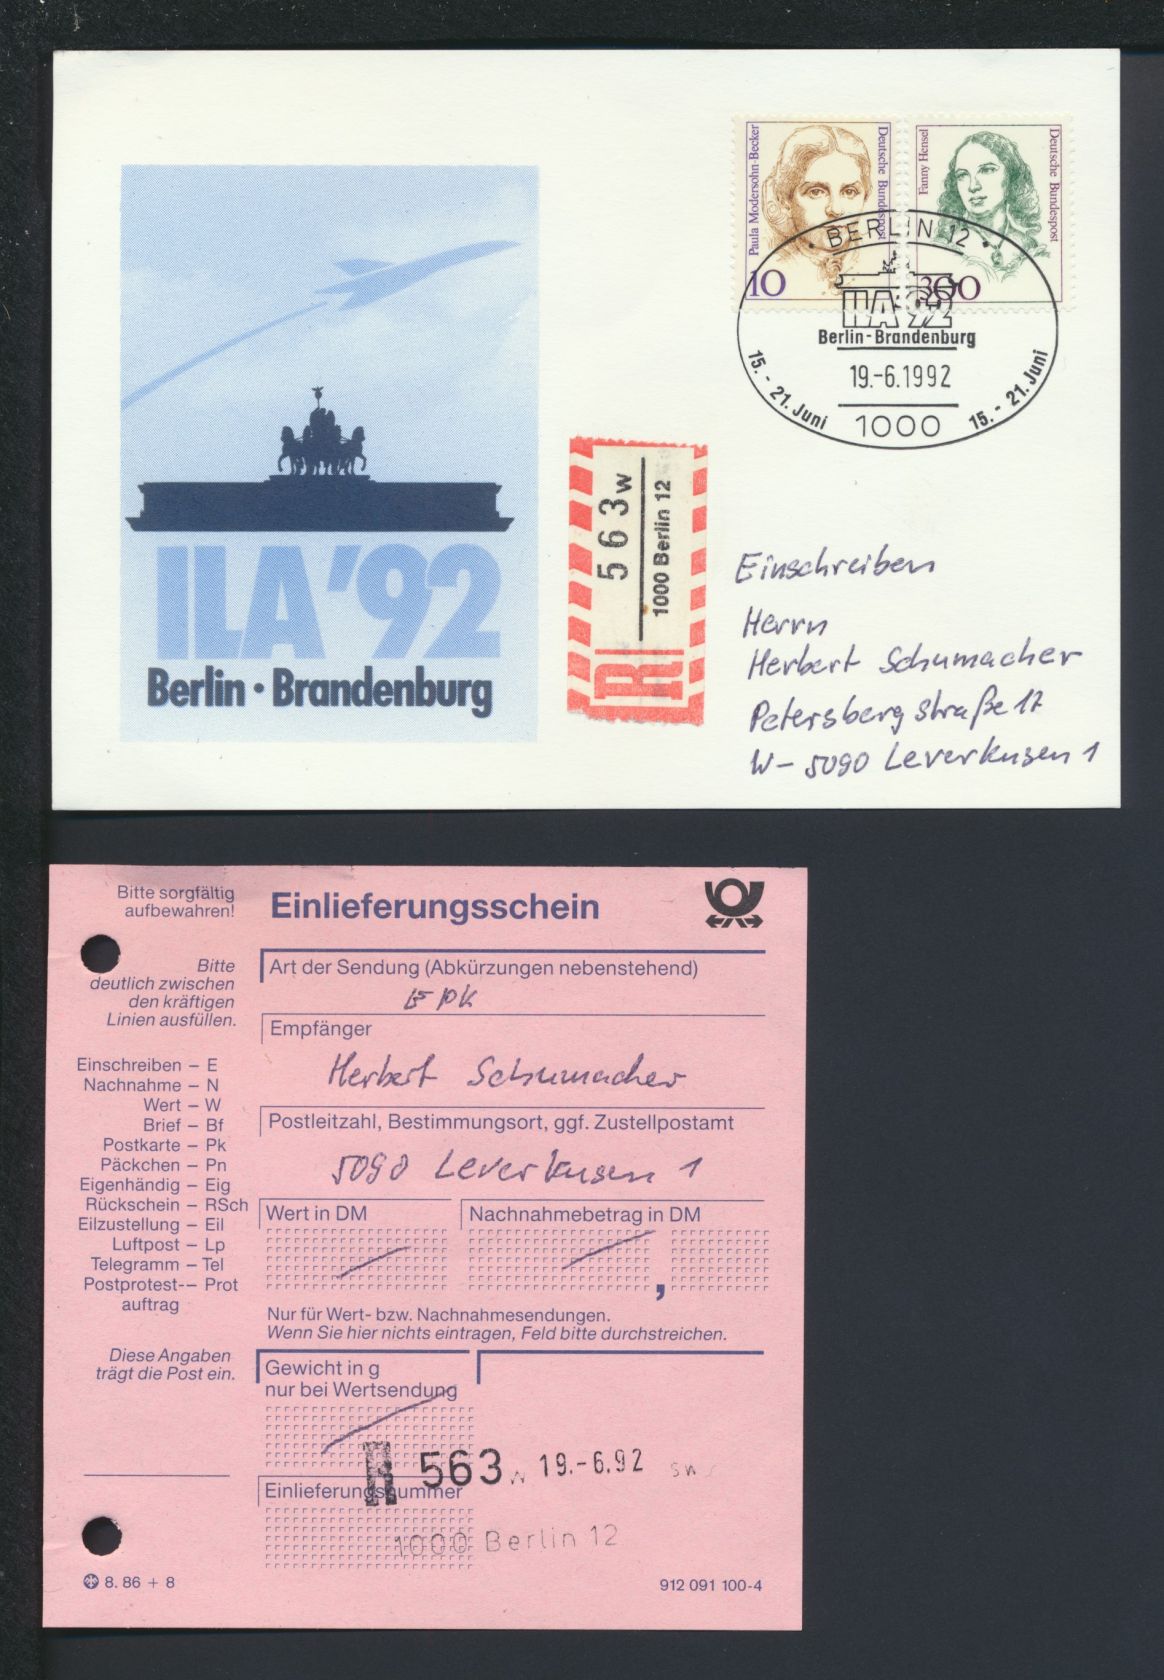 Paula Modersohn-Becker
Deutsche Bundespost
10
Fanny Hensel
Deutsche Bundespost
300
BERLIN 12
ILA'92
Berlin-Brandenburg
19.-6.1992
15. - 21. Juni
15. - 21. Juni
1000
ILA'92
Berlin · Brandenburg
R
563 w
1000 Berlin 12
Einschreiben
Herrn
Herbert Schumacher
Petersbergstraße 17
W-5090 Leverkusen 1
Bitte sorgfältig
aufbewahren!
Einlieferungsschein
Bitte
deutlich zwischen
den kräftigen
Linien ausfüllen.
Art der Sendung (Abkürzungen nebenstehend)
E PK
Empfänger
Herbert Schumacher
Einschreiben – E
Nachnahme – N
Wert – W
Brief – Bf
Postkarte – Pk
Päckchen – Pn
Eigenhändig – Eig
Rückschein – RSch
Eilzustellung – Eil
Luftpost – Lp
Telegramm – Tel
Postprotest-– Prot
auftrag
Postleitzahl, Bestimmungsort, ggf. Zustellpostamt
5090 Leverkusen 1
Wert in DM
Nachnahmebetrag in DM
,
Nur für Wert- bzw. Nachnahmesendungen.
Wenn Sie hier nichts eintragen, Feld bitte durchstreichen.
Diese Angaben
trägt die Post ein.
Gewicht in g
nur bei Wertsendung
R 563 w 19.-6.92 sw
Einlieferungsnummer
1000 Berlin 12
8. 86 + 8
912 091 100-4